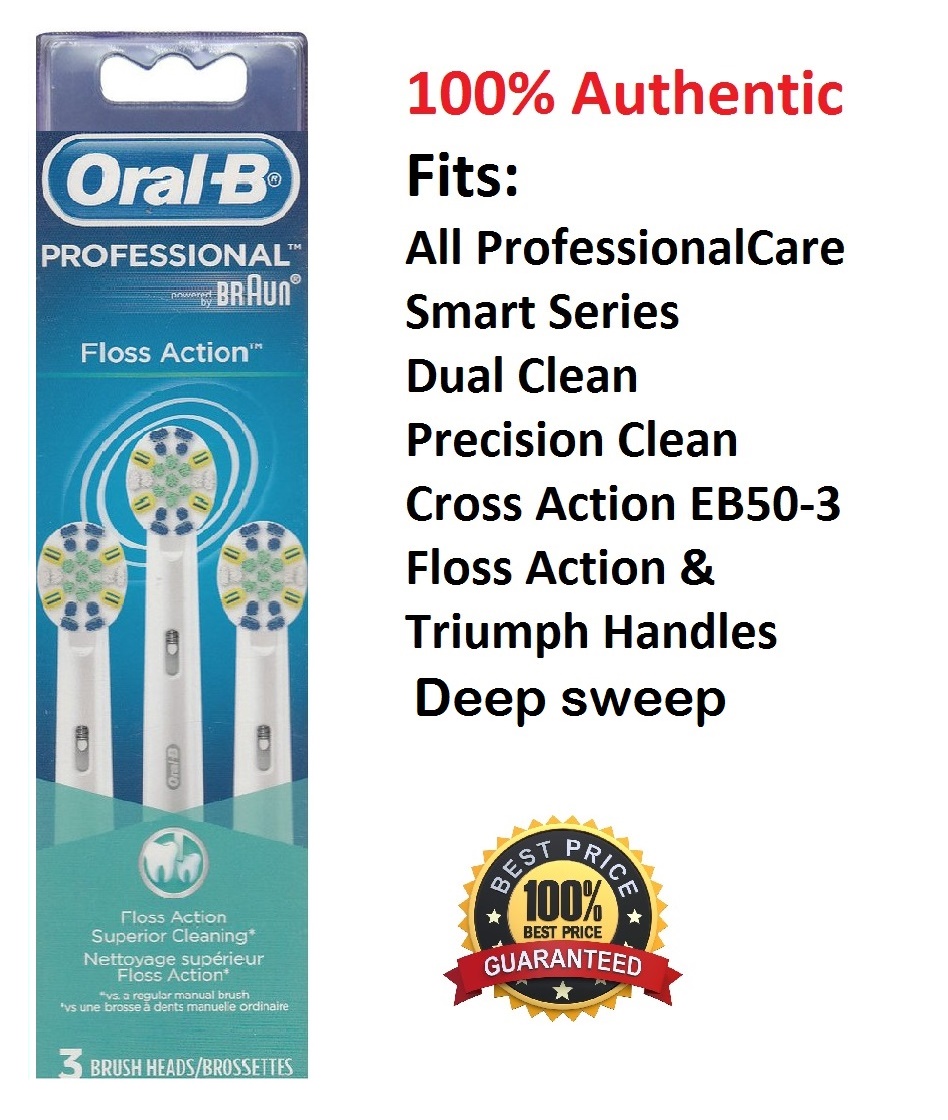 Oral-B®
PROFESSIONAL™
powered by BRAUN®
Floss Action™
Oral-B
Floss Action
Superior Cleaning*
Nettoyage supérieur
Floss Action*
*vs. a regular manual brush
*vs une brosse à dents manuelle ordinaire
3 BRUSH HEADS/BROSSETTES
100% Authentic
Fits:
All ProfessionalCare
Smart Series
Dual Clean
Precision Clean
Cross Action EB50-3
Floss Action &
Triumph Handles
Deep sweep
BEST PRICE
100%
BEST PRICE
GUARANTEED